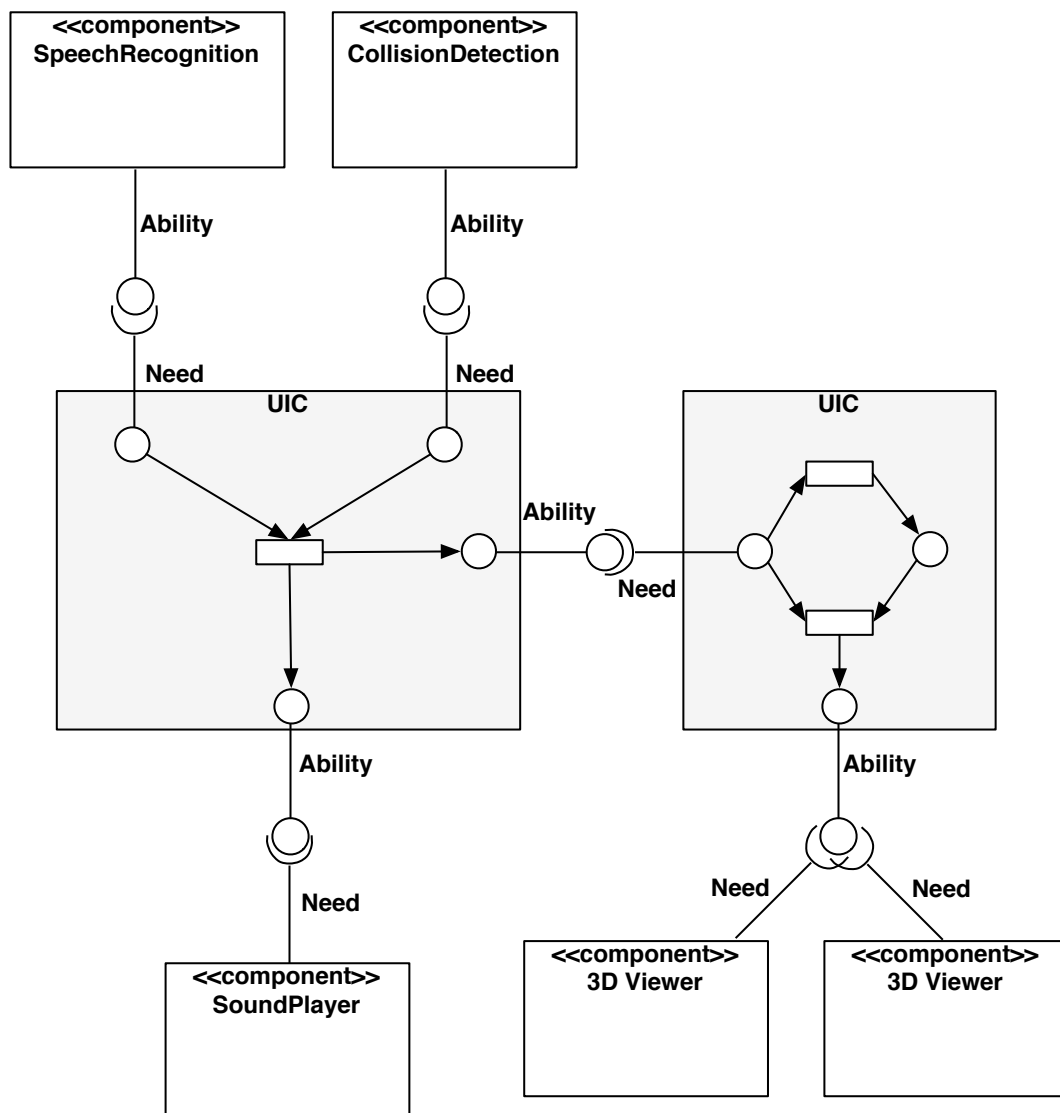 <<component>>
SpeechRecognition
<<component>>
CollisionDetection
Ability
Ability
Need
Need
UIC
UIC
Ability
Need
Ability
Ability
Need
Need
Need
<<component>>
SoundPlayer
<<component>>
3D Viewer
<<component>>
3D Viewer